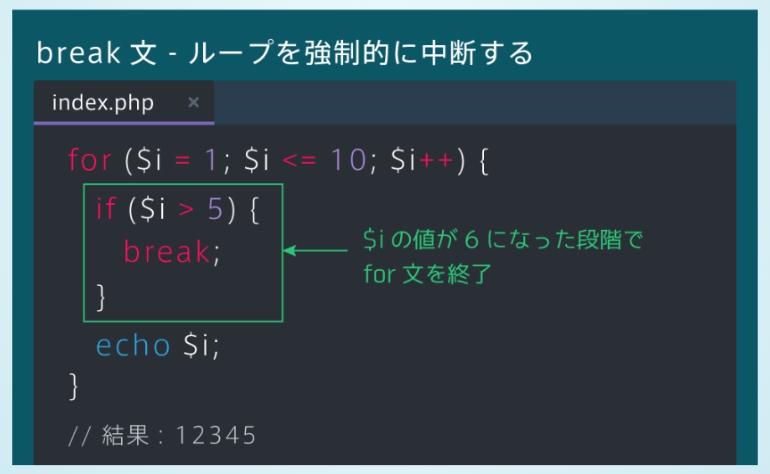 break 文 - ループを強制的に中断する
index.php ×
for ($i = 1; $i <= 10; $i++) {
if ($i > 5) {
break;
}
$i の値が 6 になった段階で
for 文を終了
echo $i;
}
// 結果 : 12345